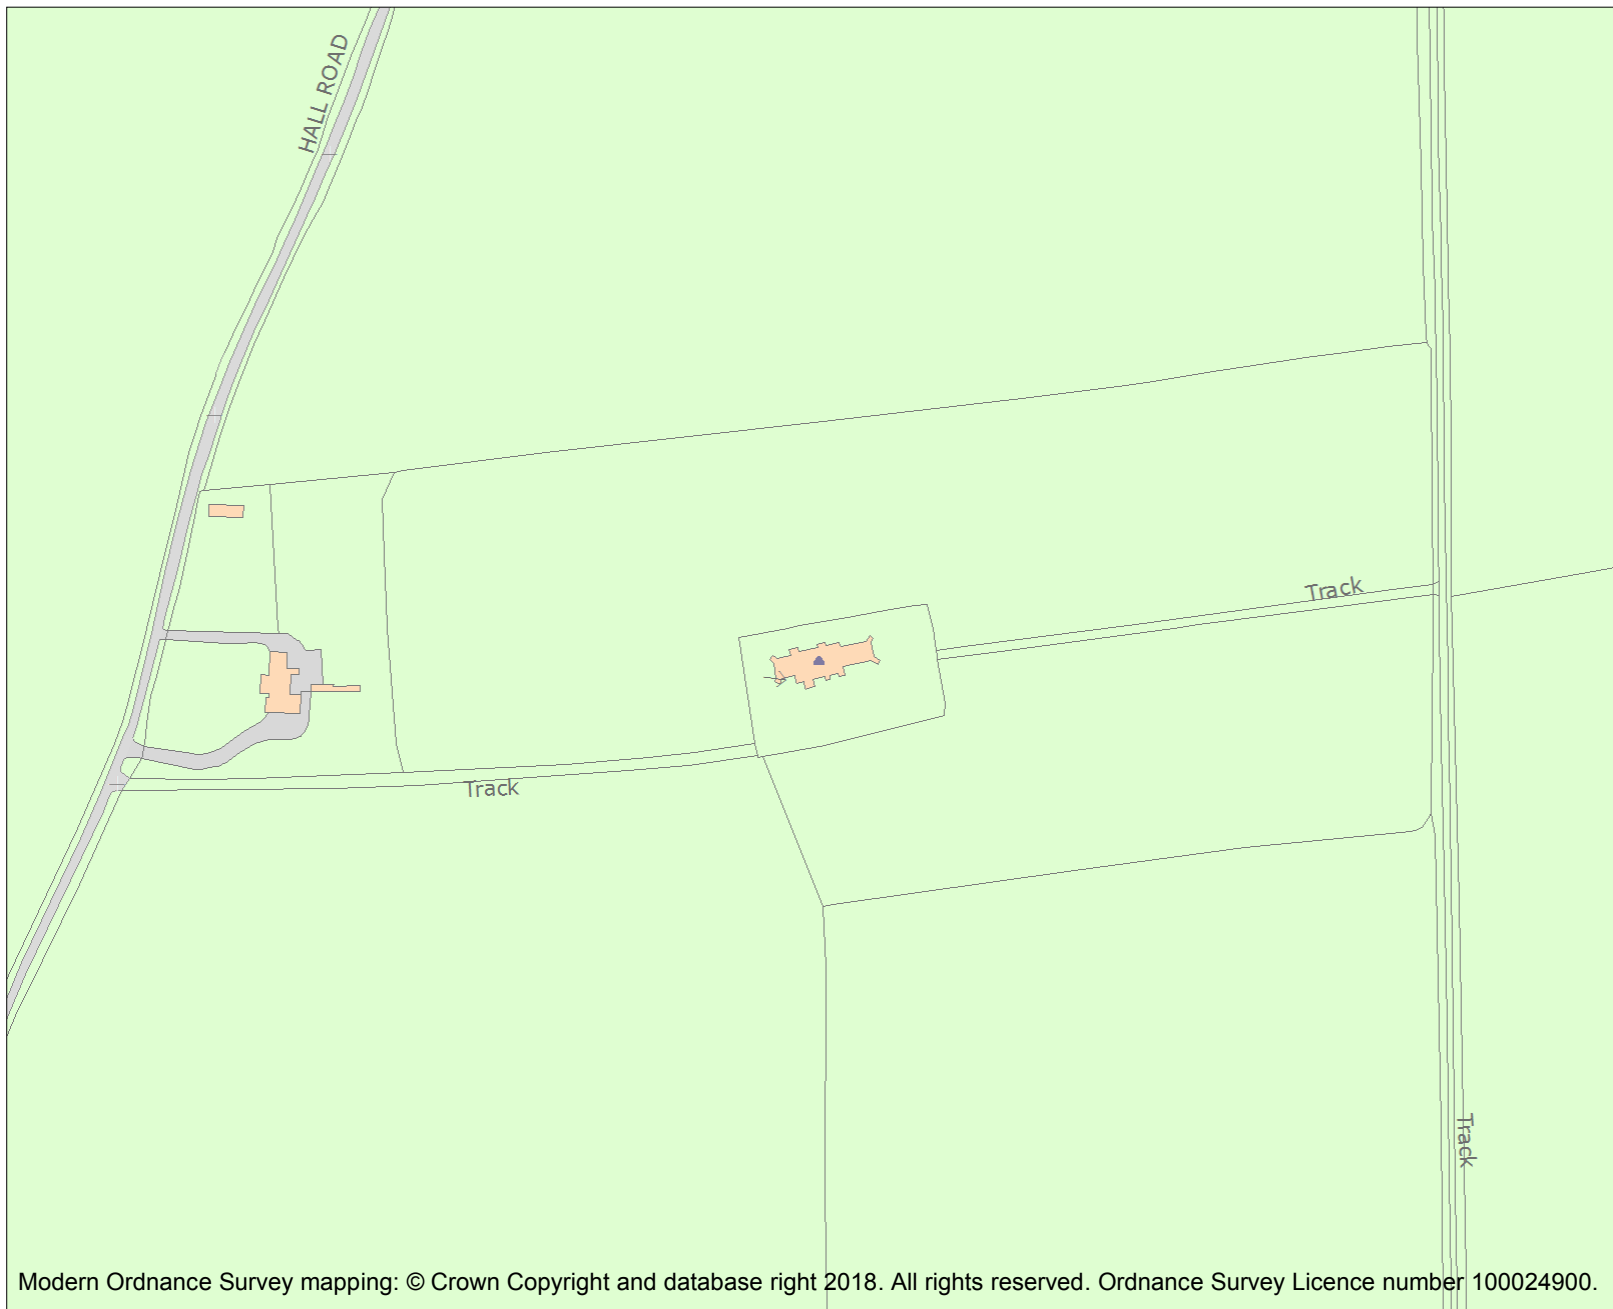 HALL ROAD
Track
Track
Track
Modern Ordnance Survey mapping: © Crown Copyright and database right 2018. All rights reserved. Ordnance Survey Licence number 100024900.